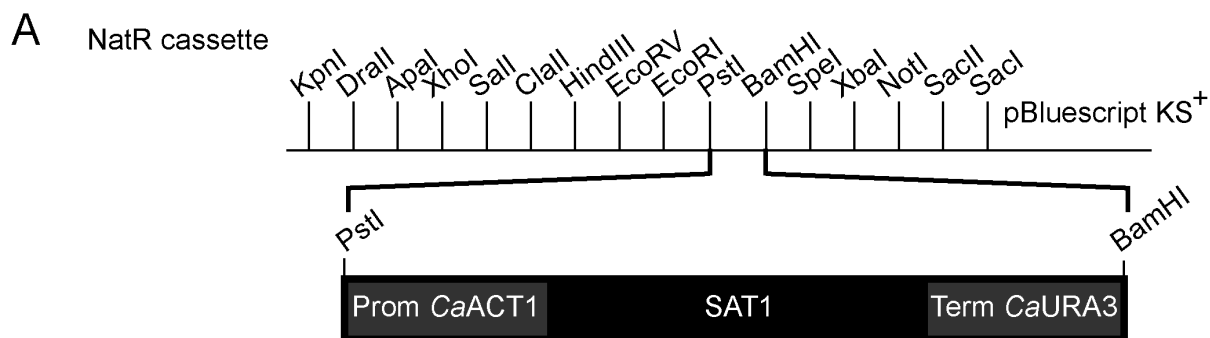 A
NatR cassette
KpnI
DraII
ApaI
XhoI
SalI
ClaII
HindIII
EcoRV
EcoRI
PstI
BamHI
SpeI
XbaI
NotI
SacII
SacI
pBluescript KS+
PstI
BamHI
Prom CaACT1
SAT1
Term CaURA3